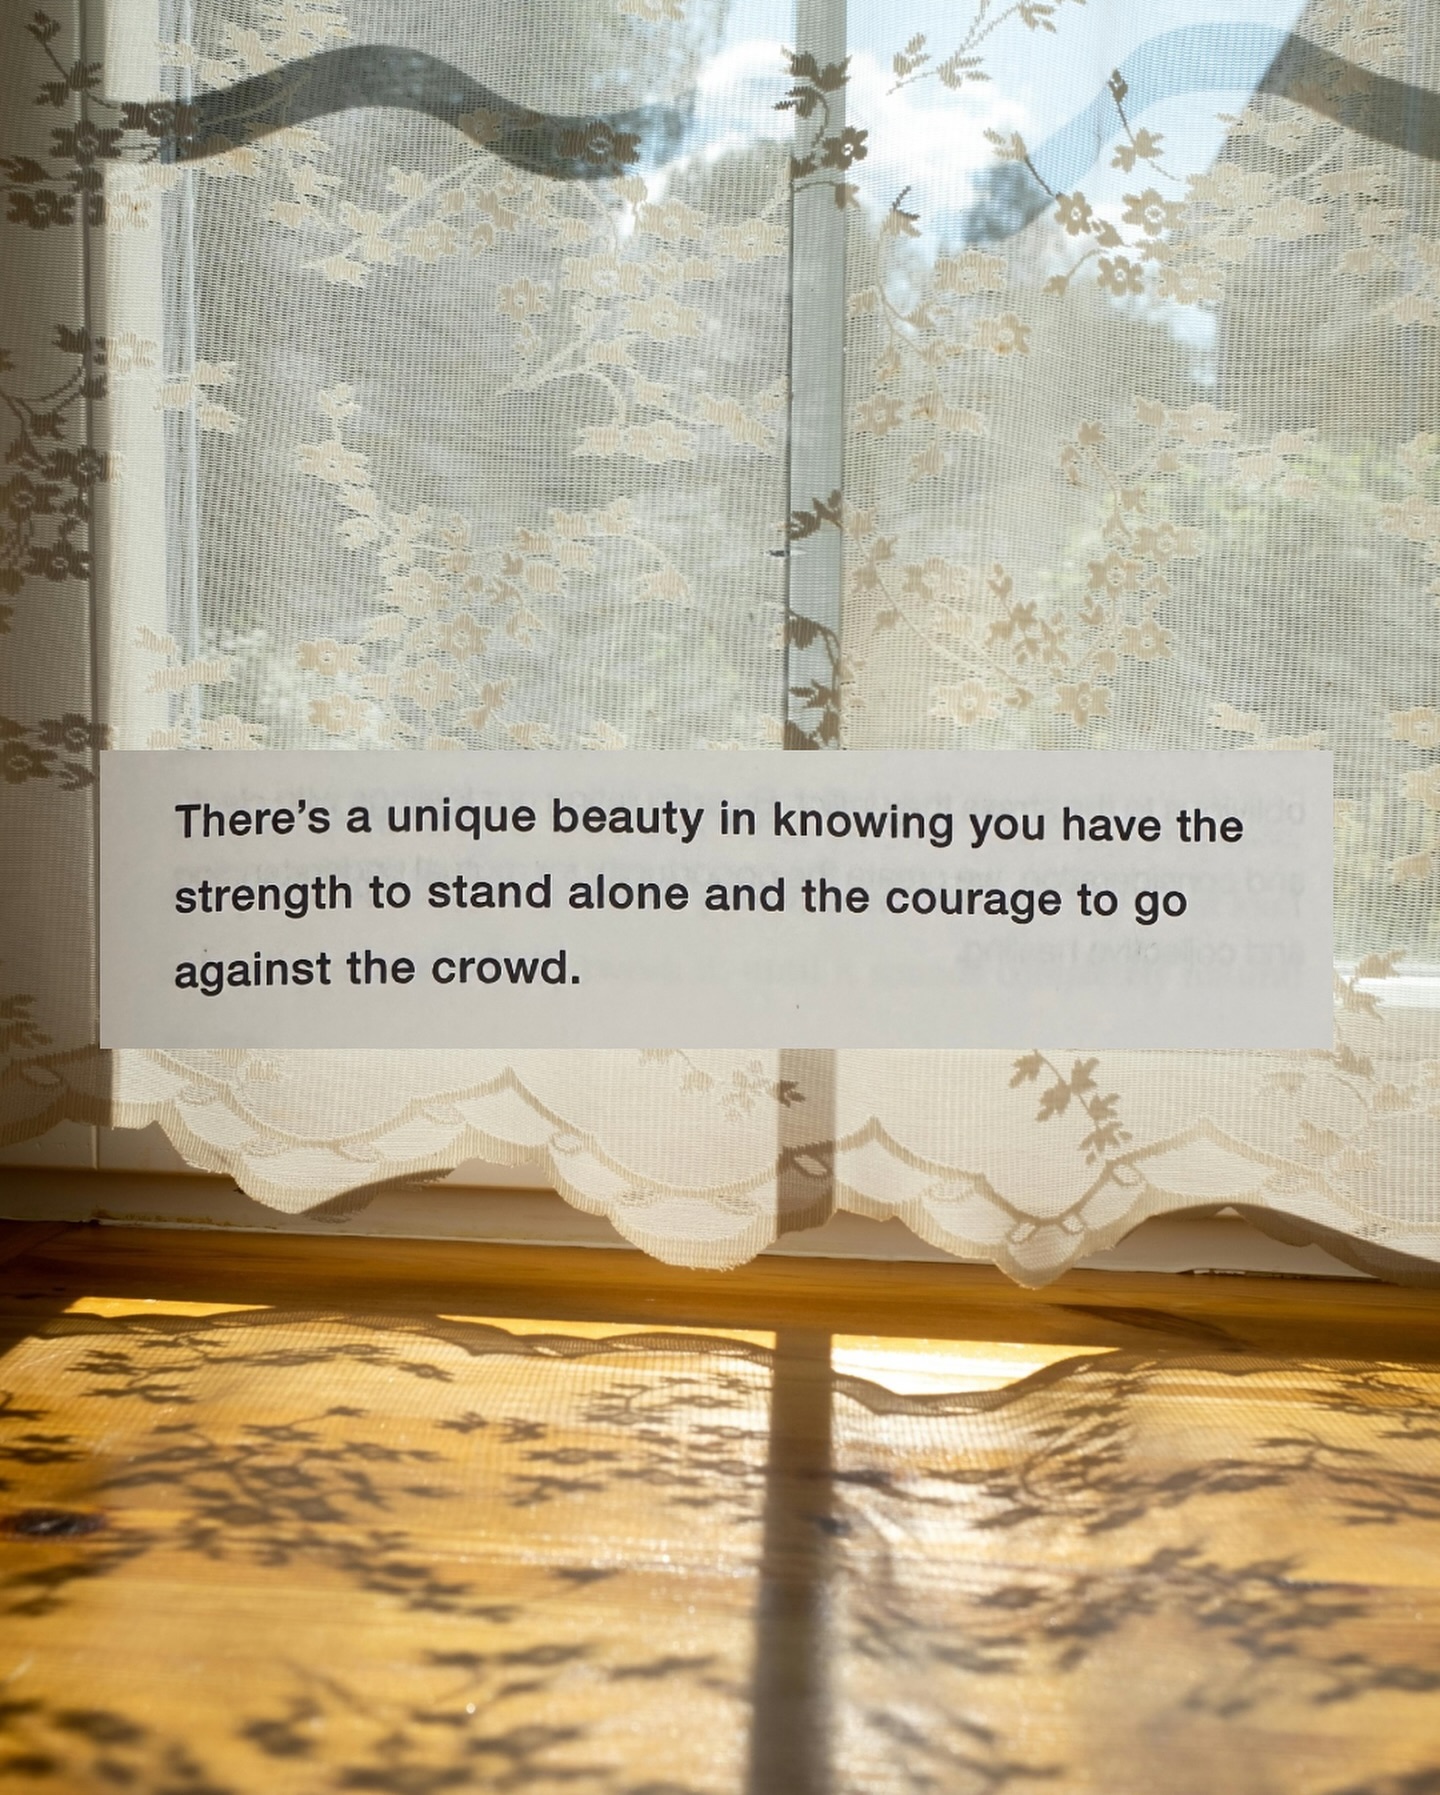 There’s a unique beauty in knowing you have the
strength to stand alone and the courage to go
against the crowd.